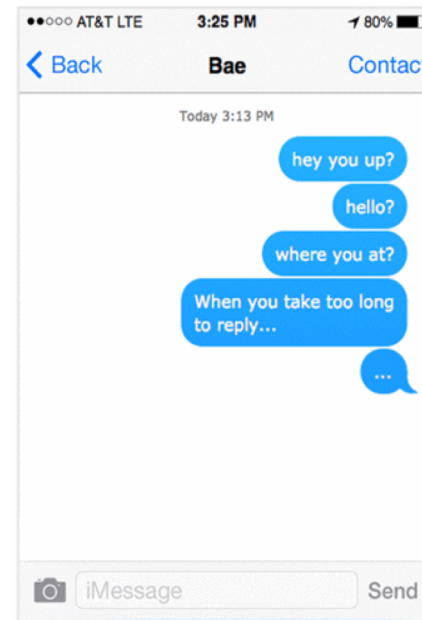 AT&T LTE 3:25 PM 80%
Back Bae Contac
Today 3:13 PM
hey you up?
hello?
where you at?
When you take too long
to reply...
...
iMessage Send